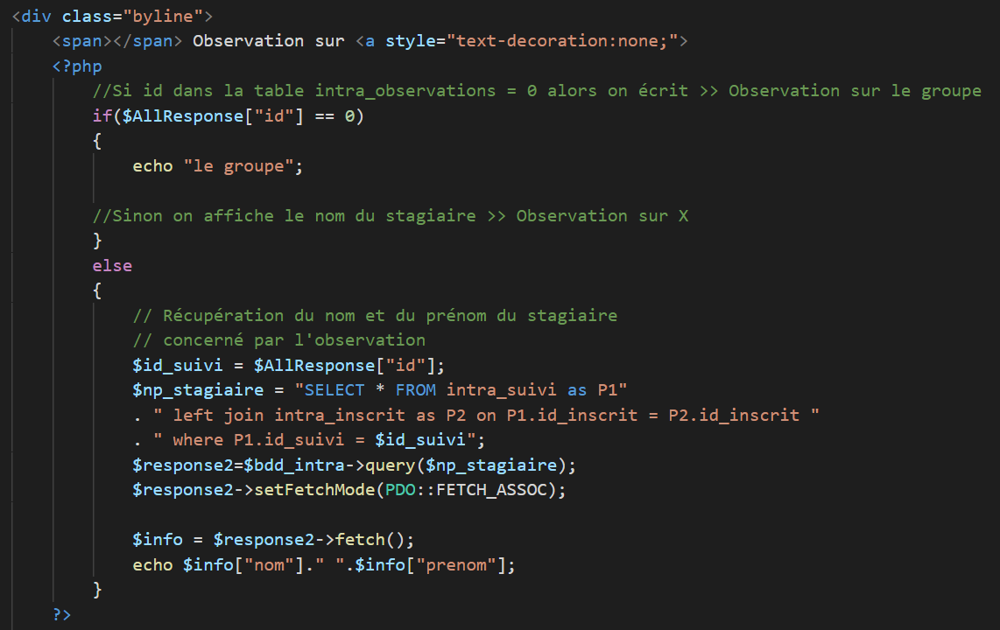 <div class="byline">
<span></span> Observation sur <a style="text-decoration:none;">
<?php
//Si id dans la table intra_observations = 0 alors on écrit >> Observation sur le groupe
if($AllResponse["id"] == 0)
{
echo "le groupe";
//Sinon on affiche le nom du stagiaire >> Observation sur X
}
else
{
// Récupération du nom et du prénom du stagiaire
// concerné par l'observation
$id_suivi = $AllResponse["id"];
$np_stagiaire = "SELECT * FROM intra_suivi as P1"
. " left join intra_inscrit as P2 on P1.id_inscrit = P2.id_inscrit "
. " where P1.id_suivi = $id_suivi";
$response2=$bdd_intra->query($np_stagiaire);
$response2->setFetchMode(PDO::FETCH_ASSOC);
$info = $response2->fetch();
echo $info["nom"]." ".$info["prenom"];
}
?>